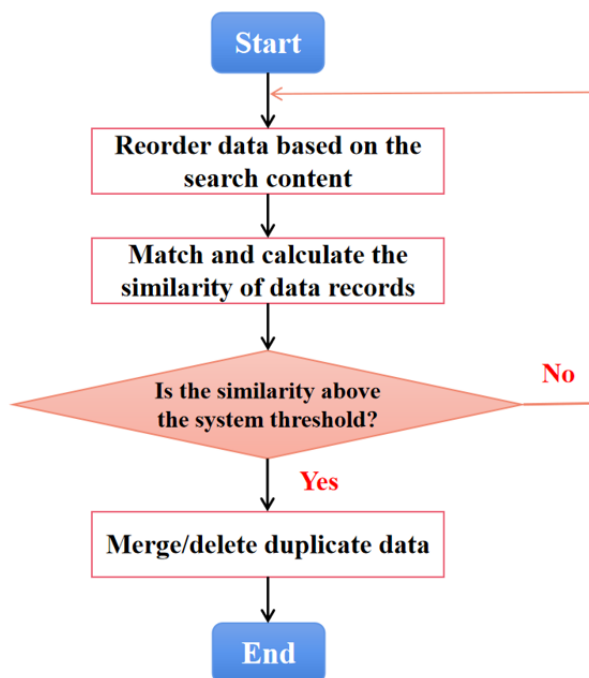 Start
Reorder data based on the
search content
Match and calculate the
similarity of data records
Is the similarity above
the system threshold?
No
Yes
Merge/delete duplicate data
End